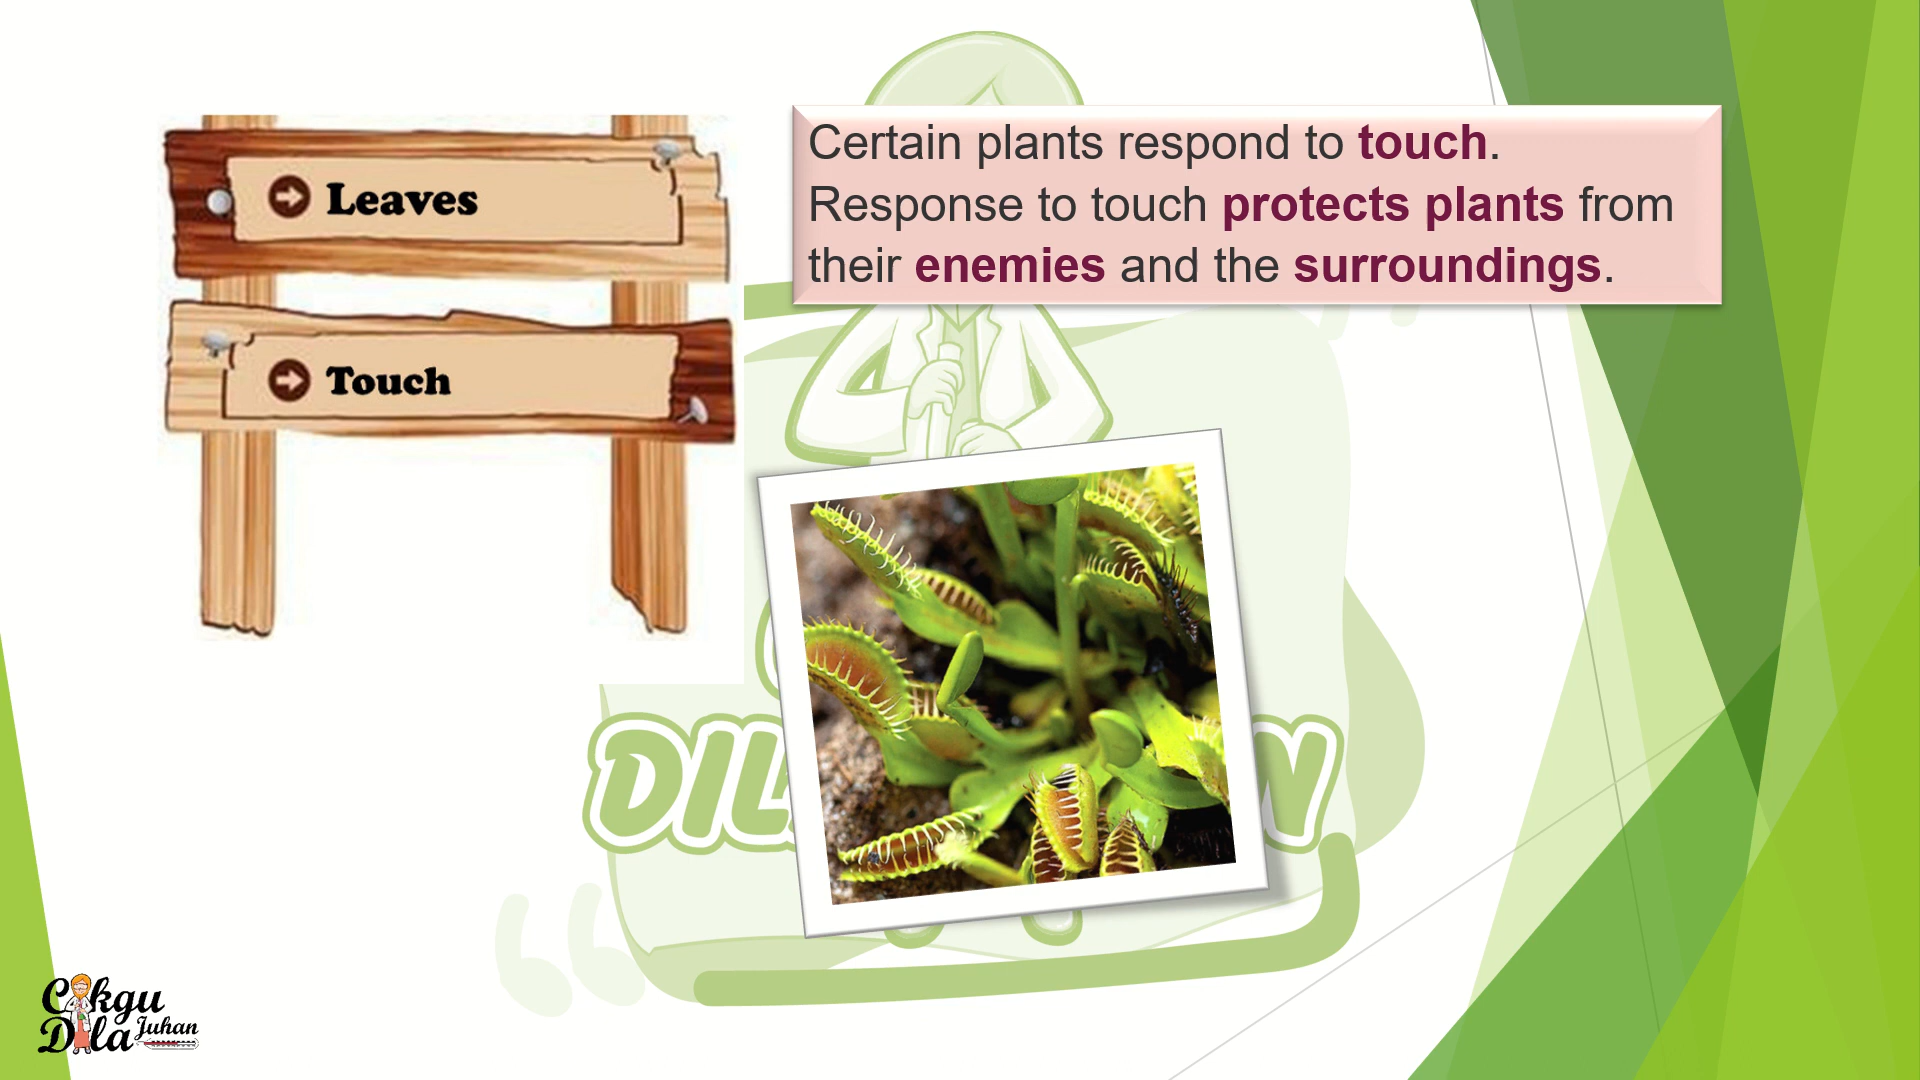 Leaves
Touch
Certain plants respond to touch.
Response to touch protects plants from
their enemies and the surroundings.
Cikgu
Dila Juhan